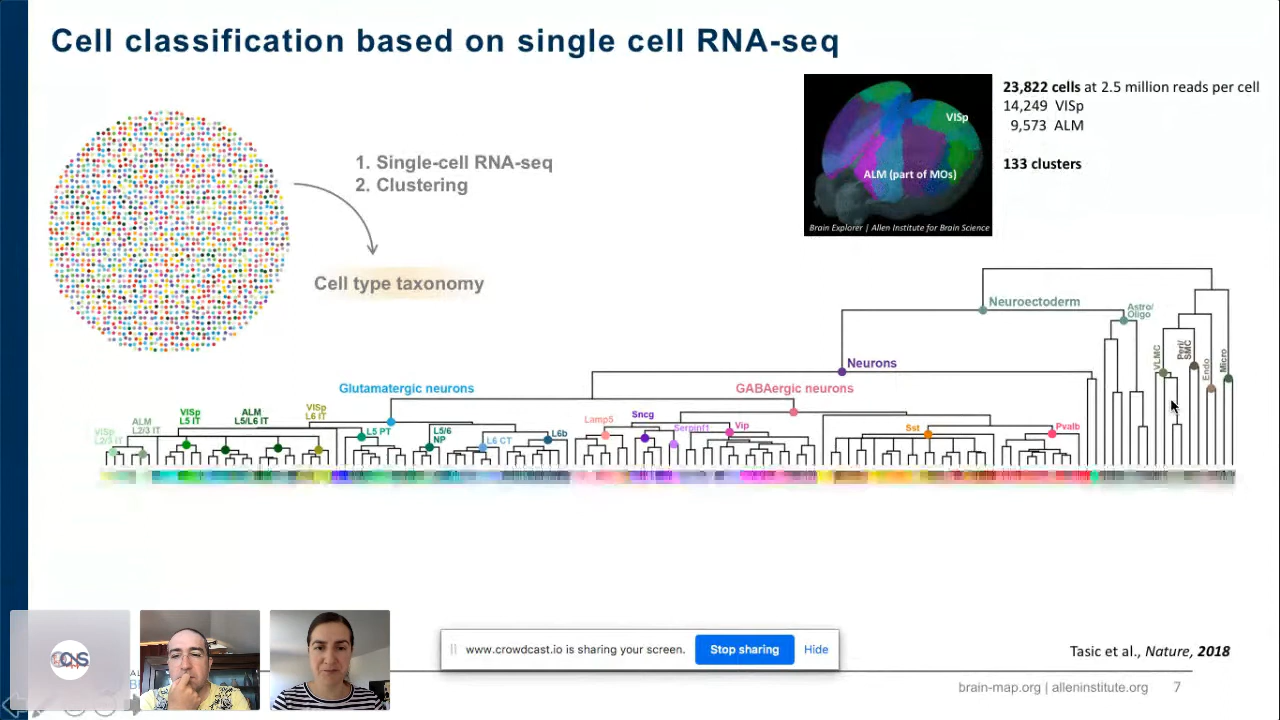 Cell classification based on single cell RNA-seq
23,822 cells at 2.5 million reads per cell
14,249 VISp
9,573 ALM
133 clusters
VISp
ALM (part of MOs)
Brain Explorer | Allen Institute for Brain Science
1. Single-cell RNA-seq
2. Clustering
Cell type taxonomy
Neuroectoderm
Astro/
Oligo
VLMC
Peri/
SMC
Endo
Micro
Neurons
Glutamatergic neurons
GABAergic neurons
VISp
L2/3 IT
ALM
L2/3 IT
VISp
L5 IT
ALM
L5/L6 IT
VISp
L6 IT
L5 PT
L5/6
NP
L6 CT
L6b
Lamp5
Sncg
Serpinf1
Vip
Sst
Pvalb
www.crowdcast.io is sharing your screen.
Stop sharing
Hide
Tasic et al., Nature, 2018
brain-map.org | alleninstitute.org
7